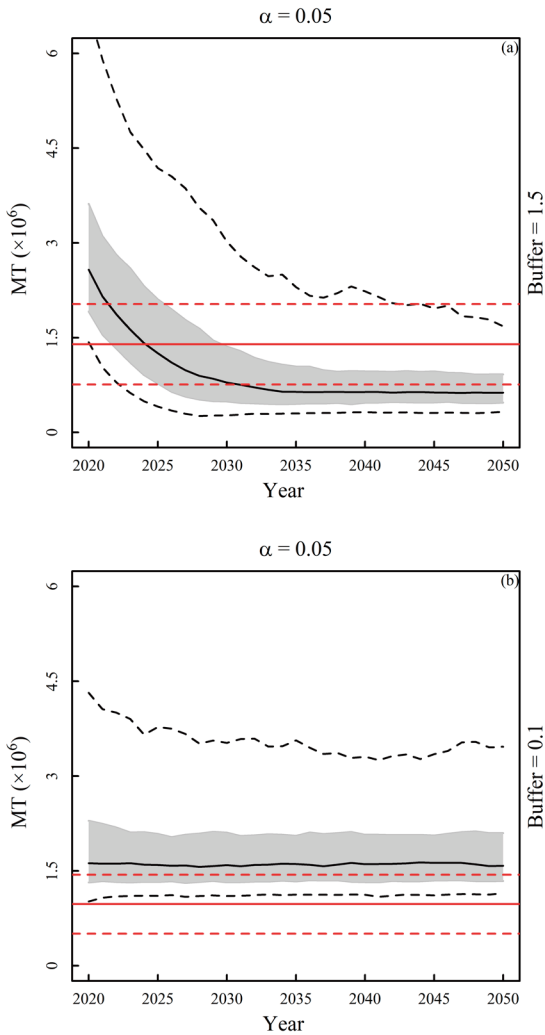 α = 0.05
(a)
6
4.5
3
1.5
0
MT (×10⁶)
Buffer = 1.5
2020 2025 2030 2035 2040 2045 2050
Year
α = 0.05
(b)
6
4.5
3
1.5
0
MT (×10⁶)
Buffer = 0.1
2020 2025 2030 2035 2040 2045 2050
Year